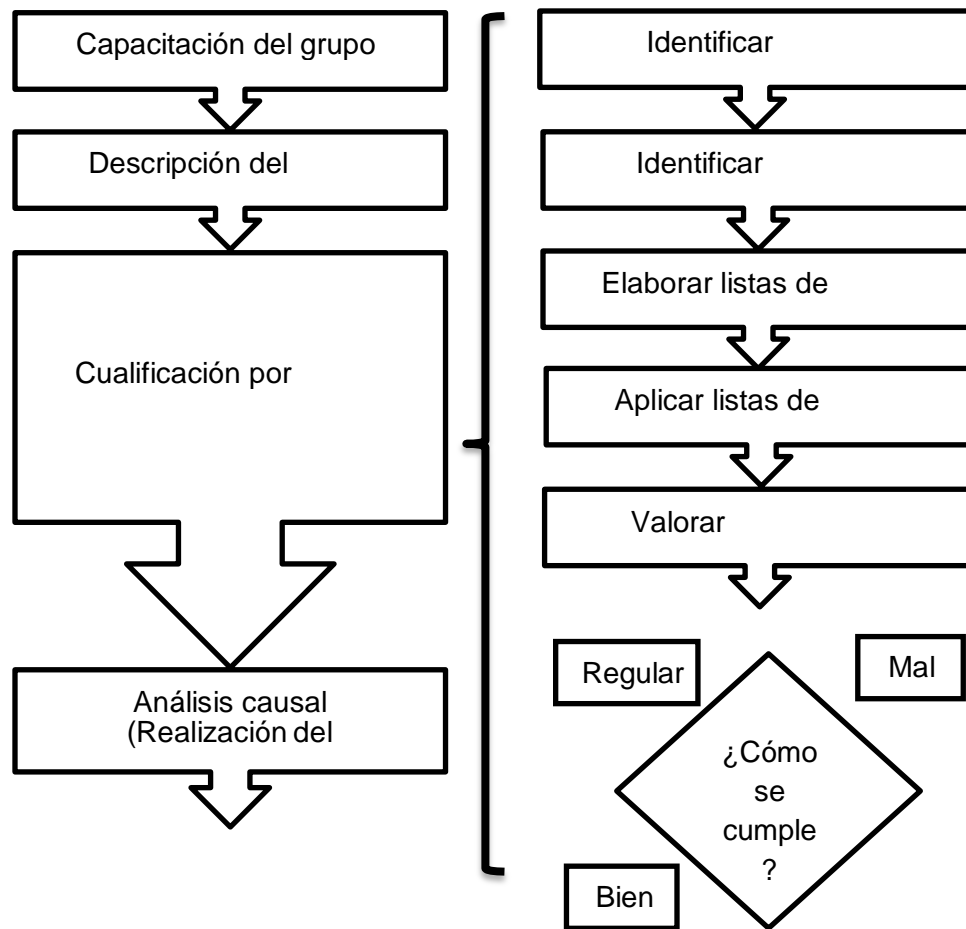 Capacitación del grupo
Descripción del
Cualificación por
Análisis causal
(Realización del
Identificar
Identificar
Elaborar listas de
Aplicar listas de
Valorar
Regular
Mal
¿Cómo
se
cumple
?
Bien